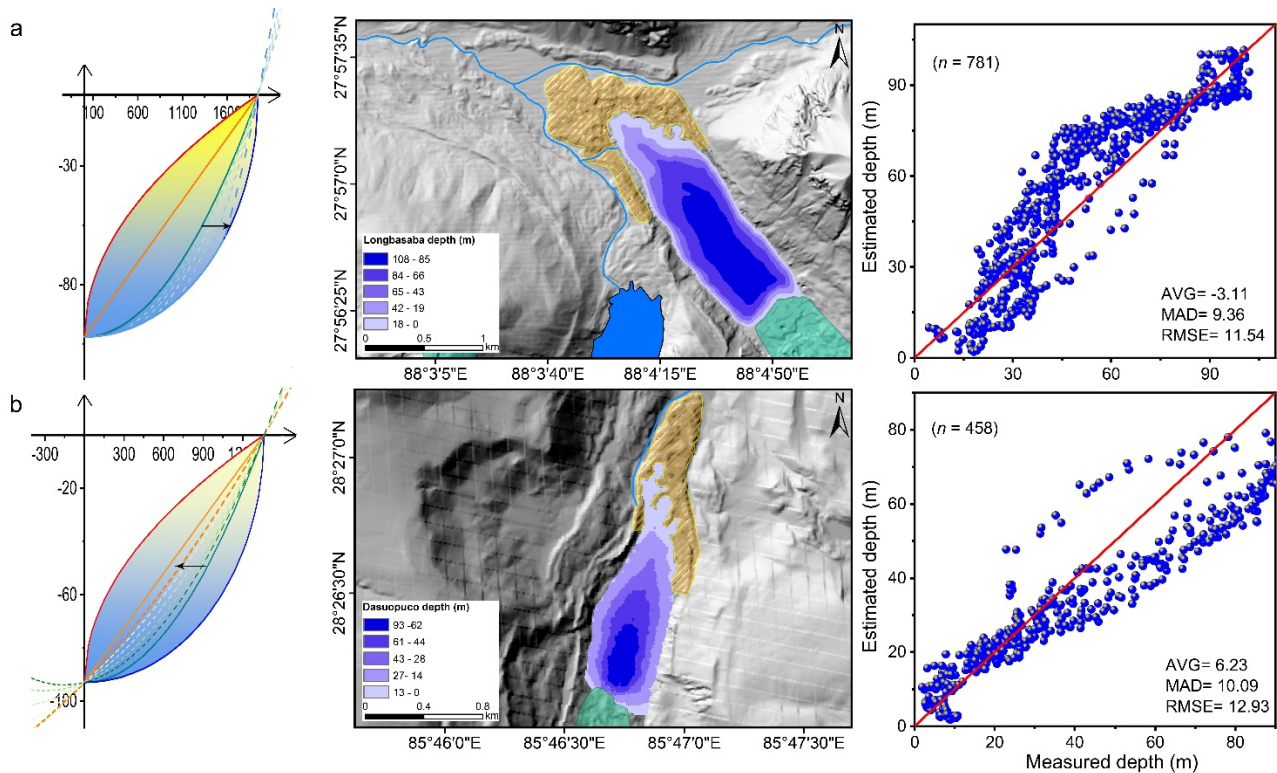 a
100 600 1100 1600
-30
-80
27°57'35"N
27°57'0"N
27°56'25"N
N
Longbasaba depth (m)
108 - 85
84 - 66
65 - 43
42 - 19
18 - 0
0 0.5 1
km
88°3'5"E 88°3'40"E 88°4'15"E 88°4'50"E
Estimated depth (m)
90
60
30
0
(n = 781)
AVG= -3.11
MAD= 9.36
RMSE= 11.54
30 60 90
b
-300 300 600 900
-20
-60
-100
28°27'0"N
28°26'30"N
N
Dasuopuco depth (m)
93 -62
61 - 44
43 - 28
27- 14
13 - 0
0 0.4 0.8
km
85°46'0"E 85°46'30"E 85°47'0"E 85°47'30"E
Estimated depth (m)
80
60
40
20
0
(n = 458)
AVG= 6.23
MAD= 10.09
RMSE= 12.93
0 20 40 60 80
Measured depth (m)